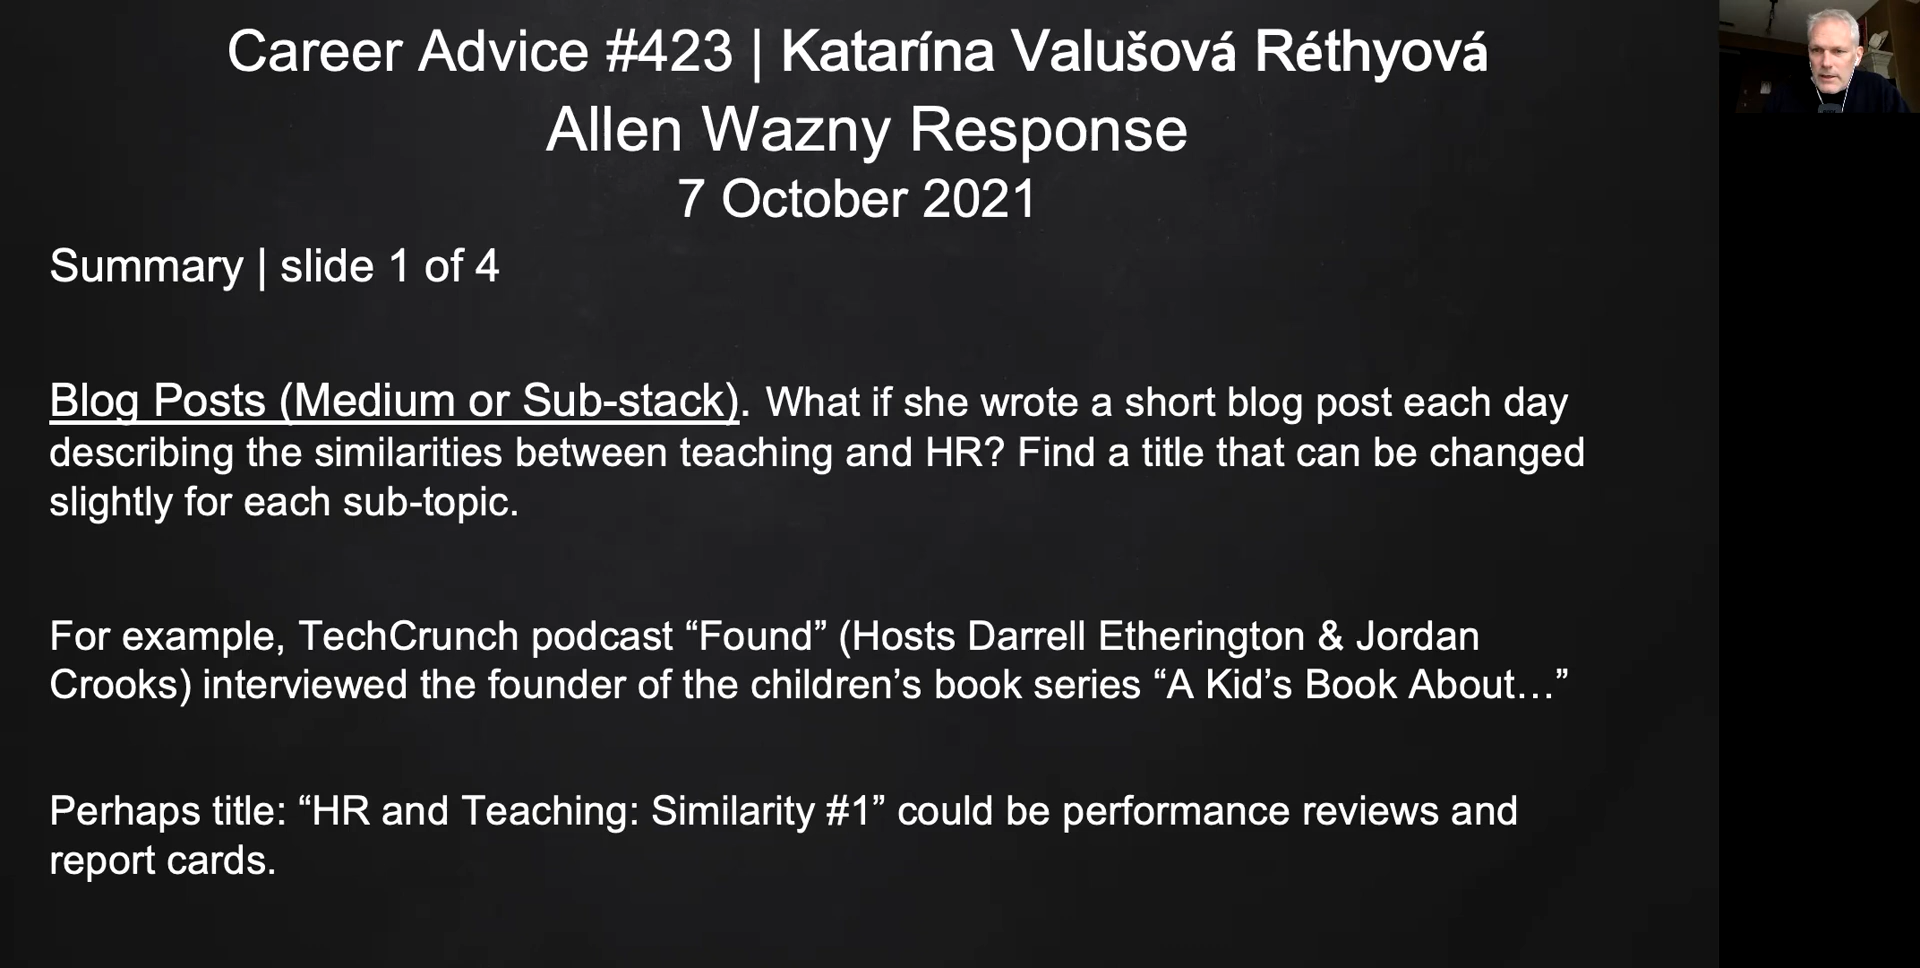 Career Advice #423 | Katarína Valušová Réthyová
Allen Wazny Response
7 October 2021
Summary | slide 1 of 4
Blog Posts (Medium or Sub-stack). What if she wrote a short blog post each day
describing the similarities between teaching and HR? Find a title that can be changed
slightly for each sub-topic.
For example, TechCrunch podcast “Found” (Hosts Darrell Etherington & Jordan
Crooks) interviewed the founder of the children’s book series “A Kid’s Book About…”
Perhaps title: “HR and Teaching: Similarity #1” could be performance reviews and
report cards.